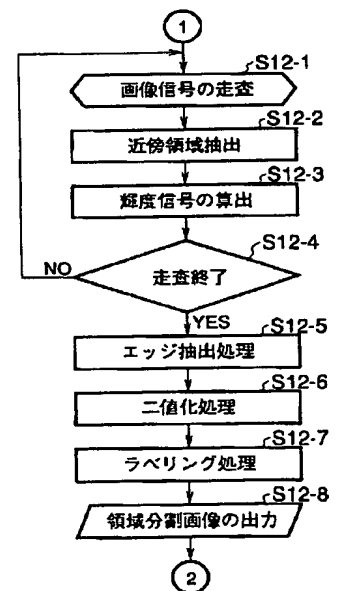 1
S12-1
画像信号の走査
S12-2
近傍領域抽出
S12-3
輝度信号の算出
S12-4
走査終了
NO
YES
S12-5
エッジ抽出処理
S12-6
二値化処理
S12-7
ラベリング処理
S12-8
領域分割画像の出力
2